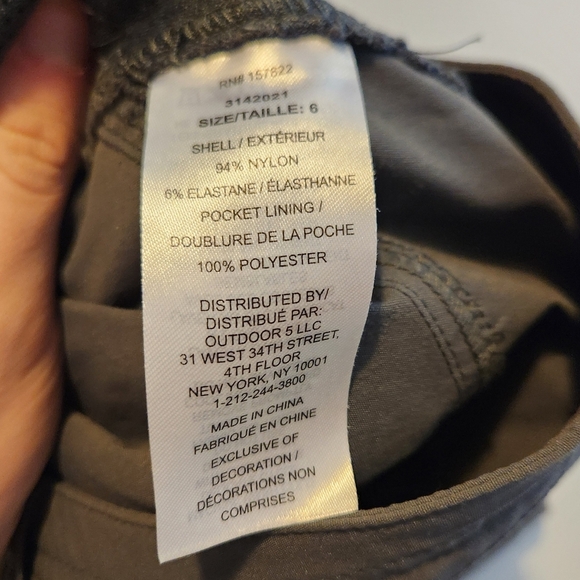 RN# 157822
3142021
SIZE/TAILLE: 6
SHELL / EXTÉRIEUR
94% NYLON
6% ELASTANE / ÉLASTHANNE
POCKET LINING /
DOUBLURE DE LA POCHE
100% POLYESTER
DISTRIBUTED BY/
DISTRIBUÉ PAR:
OUTDOOR 5 LLC
31 WEST 34TH STREET,
4TH FLOOR
NEW YORK, NY 10001
1-212-244-3800
MADE IN CHINA
FABRIQUÉ EN CHINE
EXCLUSIVE OF
DECORATION /
DÉCORATIONS NON
COMPRISES